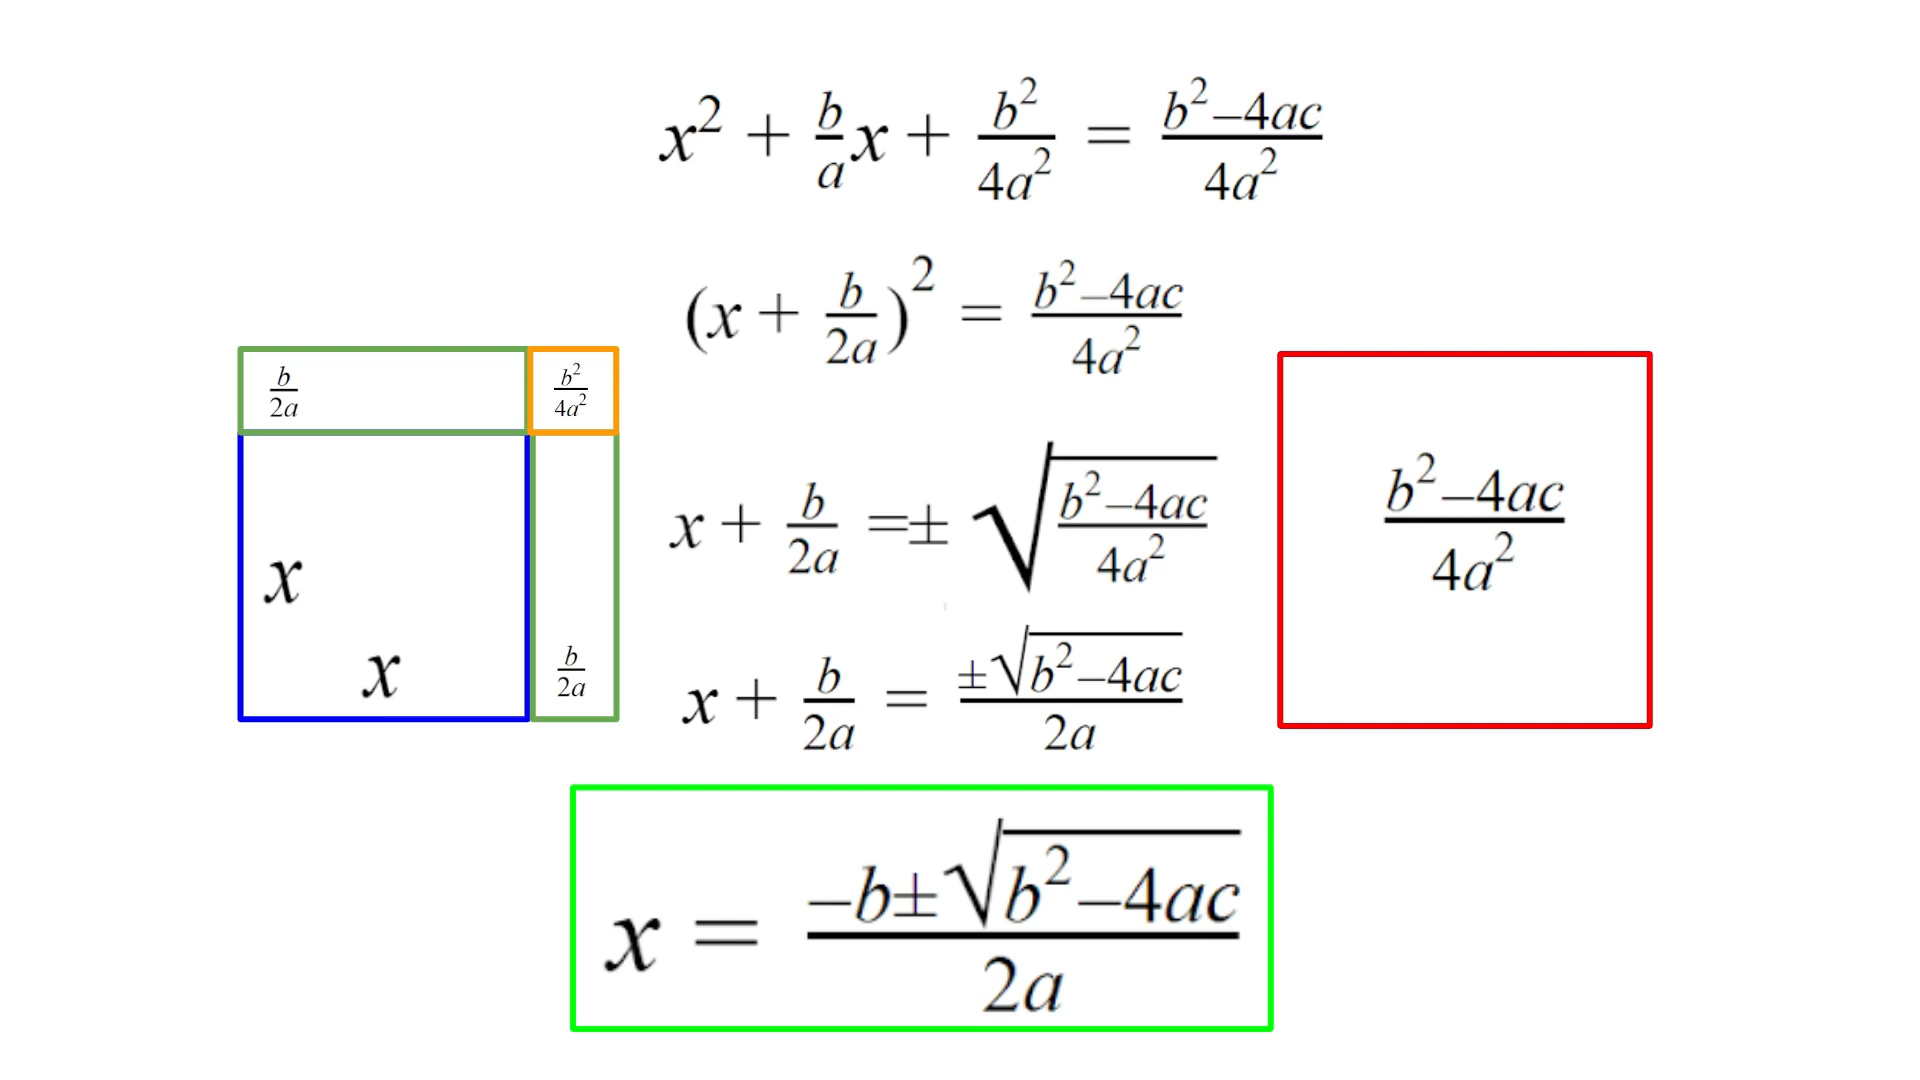 x² + b/a x + b²/4a² = b²–4ac/4a²
(x + b/2a)² = b²–4ac/4a²
b/2a
b²/4a²
x
x
b/2a
x + b/2a =± √(b²–4ac/4a²)
x + b/2a = ±√(b²–4ac)/2a
b²–4ac/4a²
x = –b±√(b²–4ac)/2a